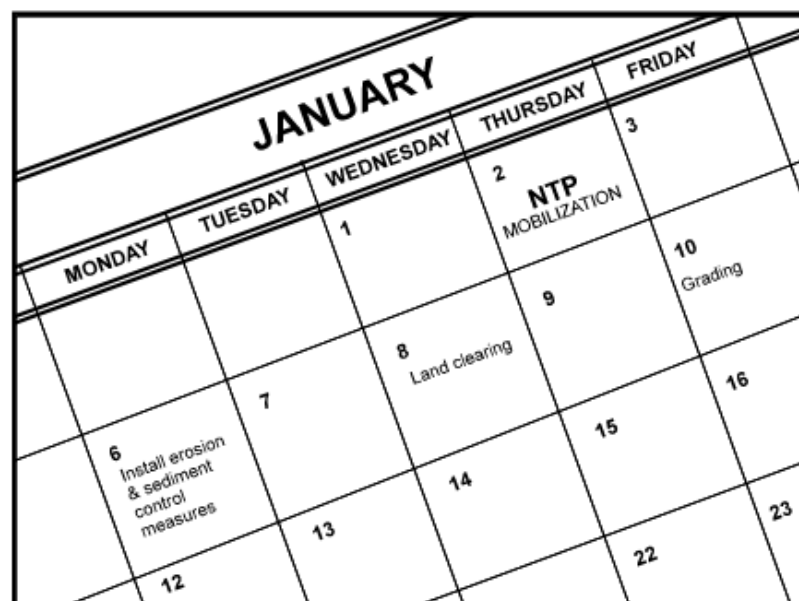 JANUARY
MONDAY TUESDAY WEDNESDAY THURSDAY FRIDAY
1
2
NTP
MOBILIZATION
3
6
Install erosion
& sediment
control
measures
7
8
Land clearing
9
10
Grading
12
13
14
15
16
22
23